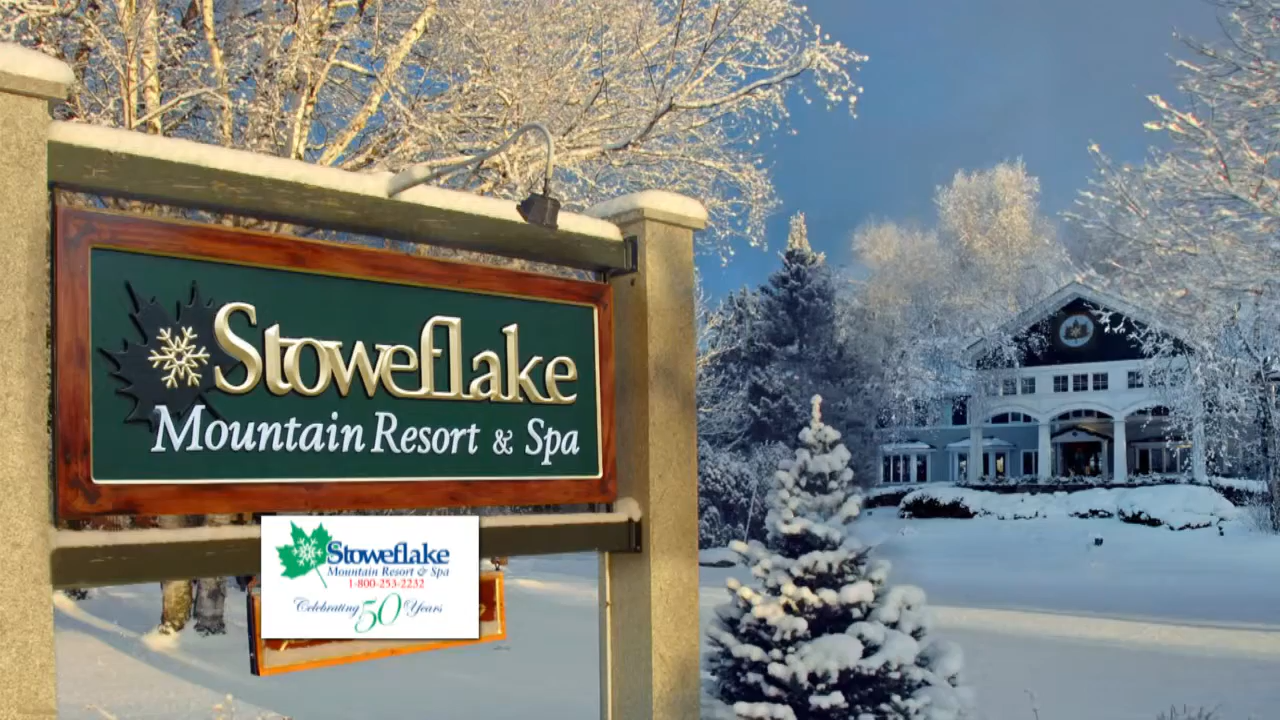 Stoweflake
Mountain Resort & Spa
Stoweflake
Mountain Resort & Spa
1-800-253-2232
Celebrating 50 Years